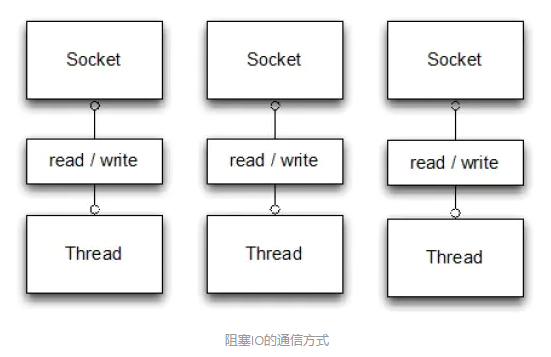 Socket
Socket
Socket
read / write
read / write
read / write
Thread
Thread
Thread
阻塞IO的通信方式